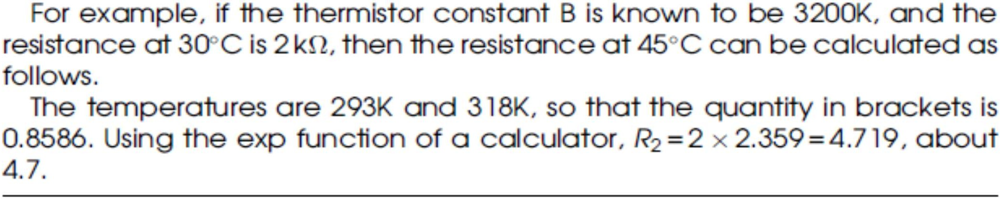 For example, if the thermistor constant B is known to be 3200K, and the
resistance at 30°C is 2 kΩ, then the resistance at 45°C can be calculated as
follows.
The temperatures are 293K and 318K, so that the quantity in brackets is
0.8586. Using the exp function of a calculator, R₂ = 2 × 2.359 = 4.719, about
4.7.